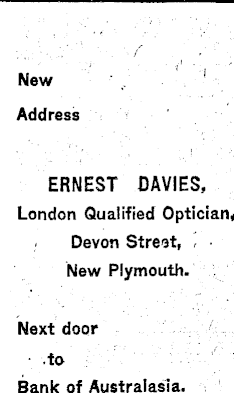 New
Address
ERNEST DAVIES,
London Qualified Optician,
Devon Street,
New Plymouth.
Next door
to
Bank of Australasia.